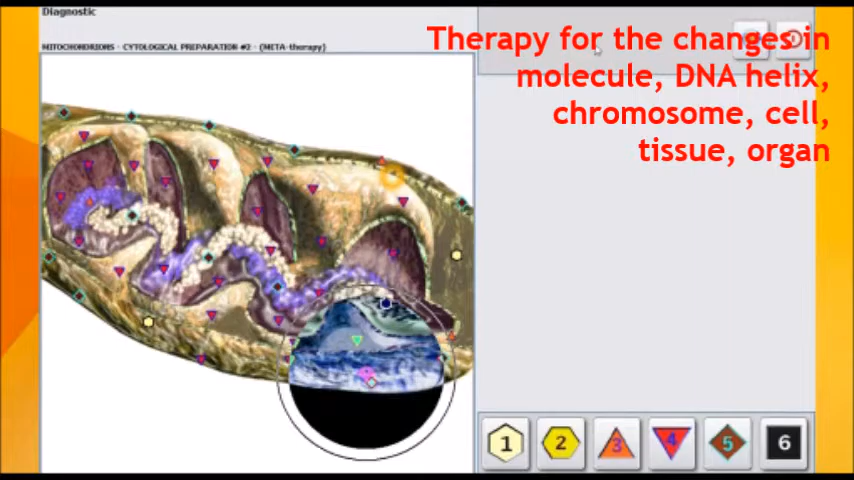 Diagnostic
MITOCHONDRIONS - CYTOLOGICAL PREPARATION #2 - (META-therapy)
Therapy for the changes in
molecule, DNA helix,
chromosome, cell,
tissue, organ
1 2 3 4 5 6